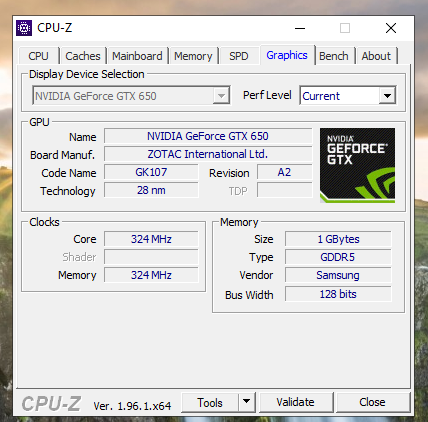 CPU-Z
CPU Caches Mainboard Memory SPD Graphics Bench About
Display Device Selection
NVIDIA GeForce GTX 650 Perf Level Current
GPU
Name NVIDIA GeForce GTX 650
Board Manuf. ZOTAC International Ltd.
Code Name GK107 Revision A2
Technology 28 nm TDP
NVIDIA
GEFORCE
GTX
Clocks
Core 324 MHz
Shader
Memory 324 MHz
Memory
Size 1 GBytes
Type GDDR5
Vendor Samsung
Bus Width 128 bits
CPU-Z Ver. 1.96.1.x64 Tools Validate Close